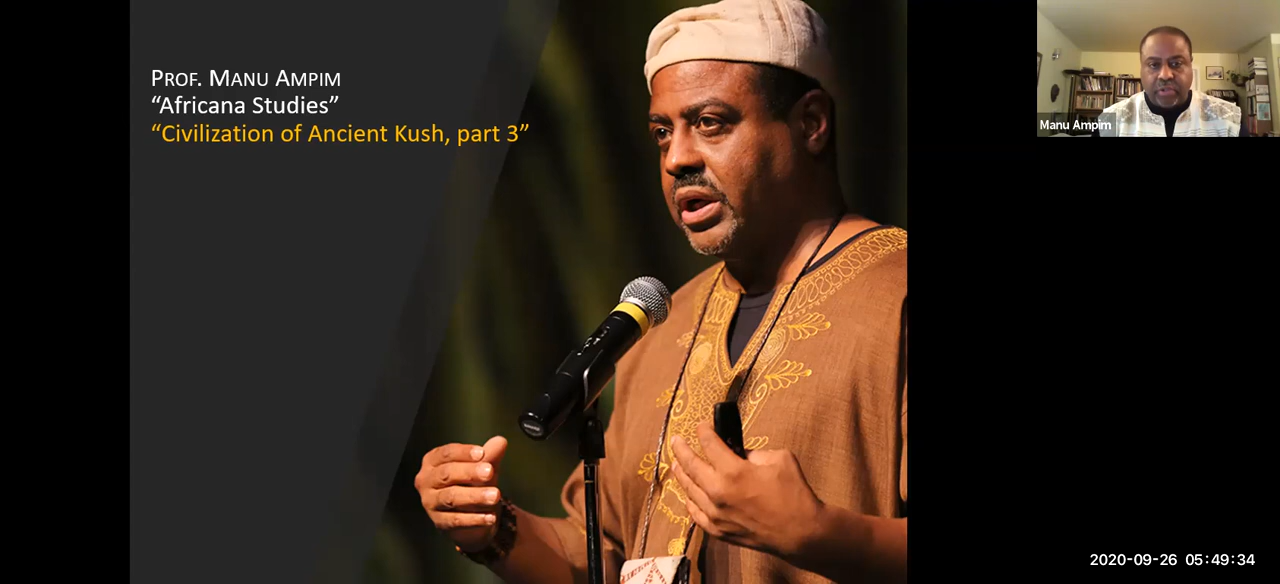 PROF. MANU AMPIM
“Africana Studies”
“Civilization of Ancient Kush, part 3”
Manu Ampim
2020-09-26 05:49:34